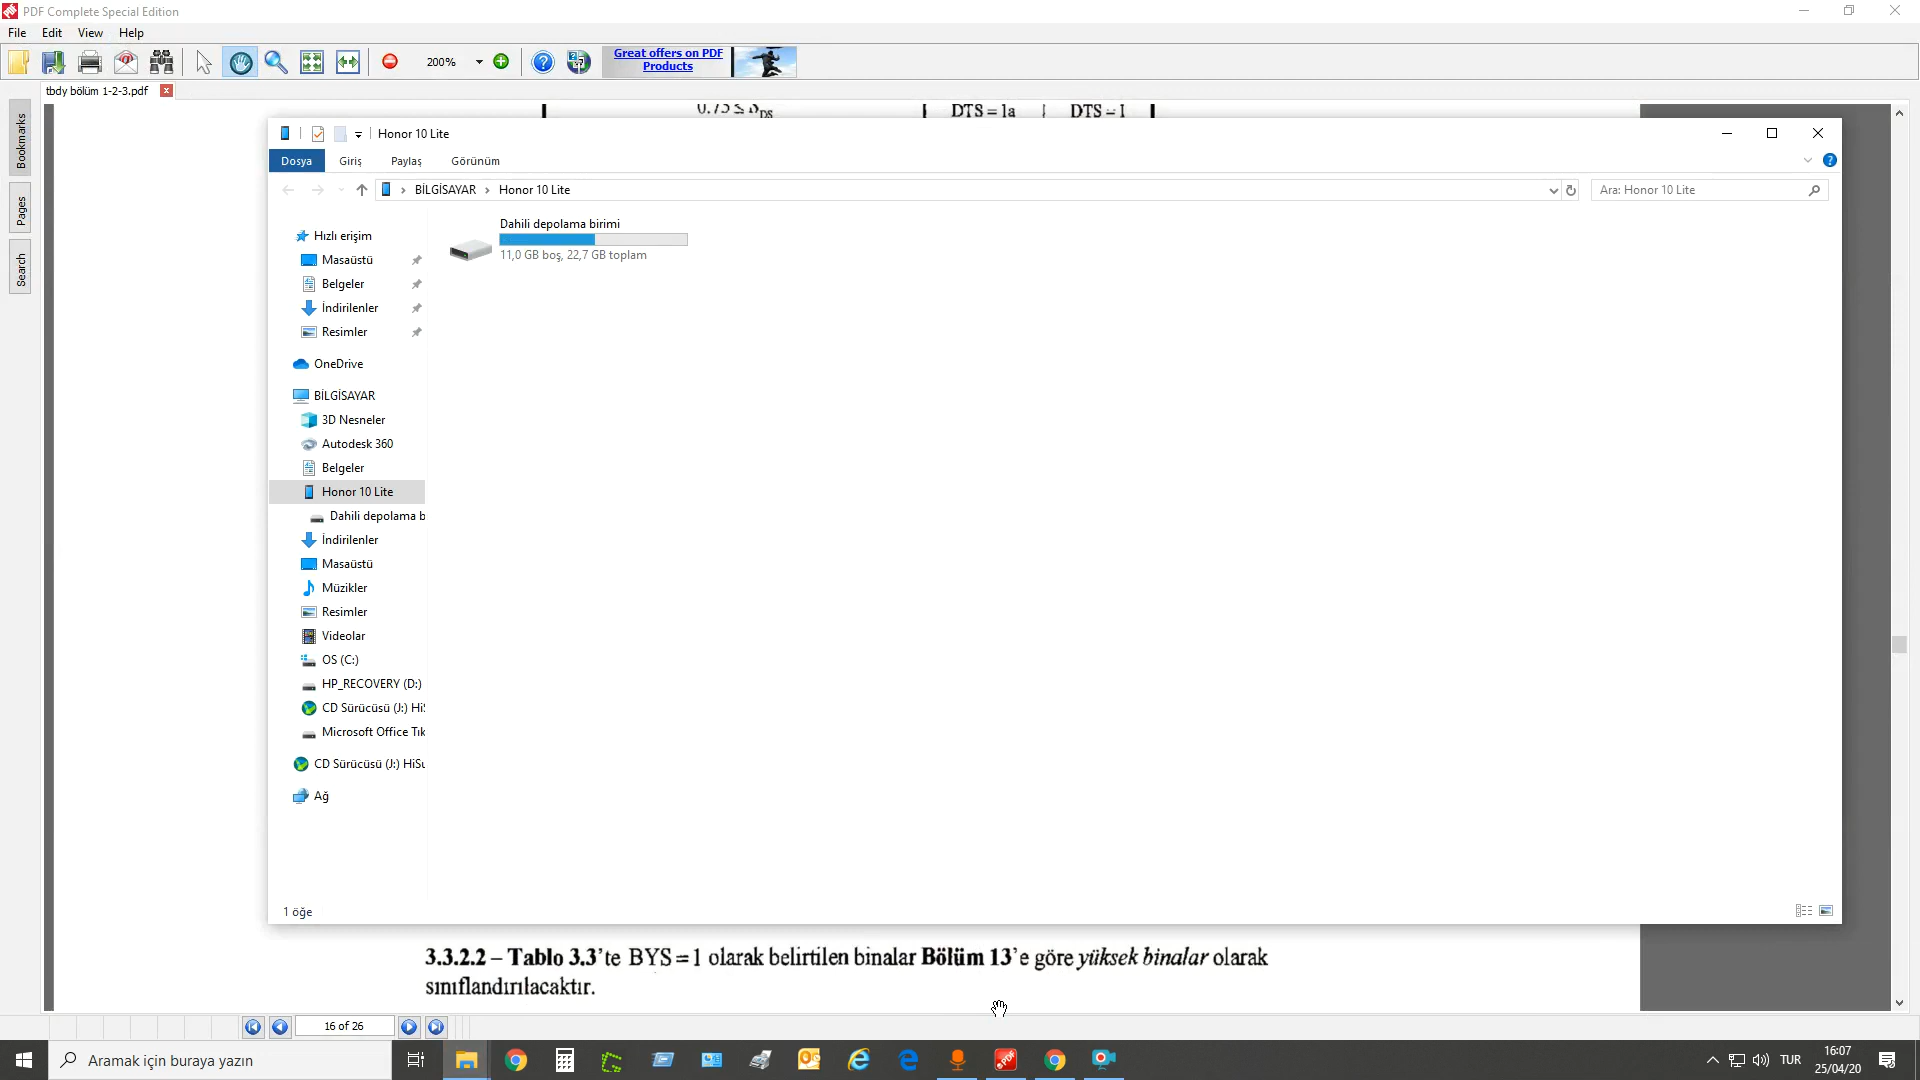 PDF Complete Special Edition
File Edit View Help
200%
Great offers on PDF
Products
tbdy bölüm 1-2-3.pdf
Bookmarks
Pages
Search
DTS = 1a DTS = 1
Honor 10 Lite
Dosya Giriş Paylaş Görünüm
BİLGİSAYAR Honor 10 Lite
Ara: Honor 10 Lite
Hızlı erişim
Masaüstü
Belgeler
İndirilenler
Resimler
OneDrive
BİLGİSAYAR
3D Nesneler
Autodesk 360
Belgeler
Honor 10 Lite
Dahili depolama b
İndirilenler
Masaüstü
Müzikler
Resimler
Videolar
OS (C:)
HP_RECOVERY (D:)
CD Sürücüsü (J:) HiS
Microsoft Office Tık
CD Sürücüsü (J:) HiSu
Ağ
Dahili depolama birimi
11,0 GB boş, 22,7 GB toplam
1 öğe
3.3.2.2 – Tablo 3.3'te BYS = 1 olarak belirtilen binalar Bölüm 13'e göre yüksek binalar olarak
sınıflandırılacaktır.
16 of 26
Aramak için buraya yazın
TUR
16:07
25/04/20